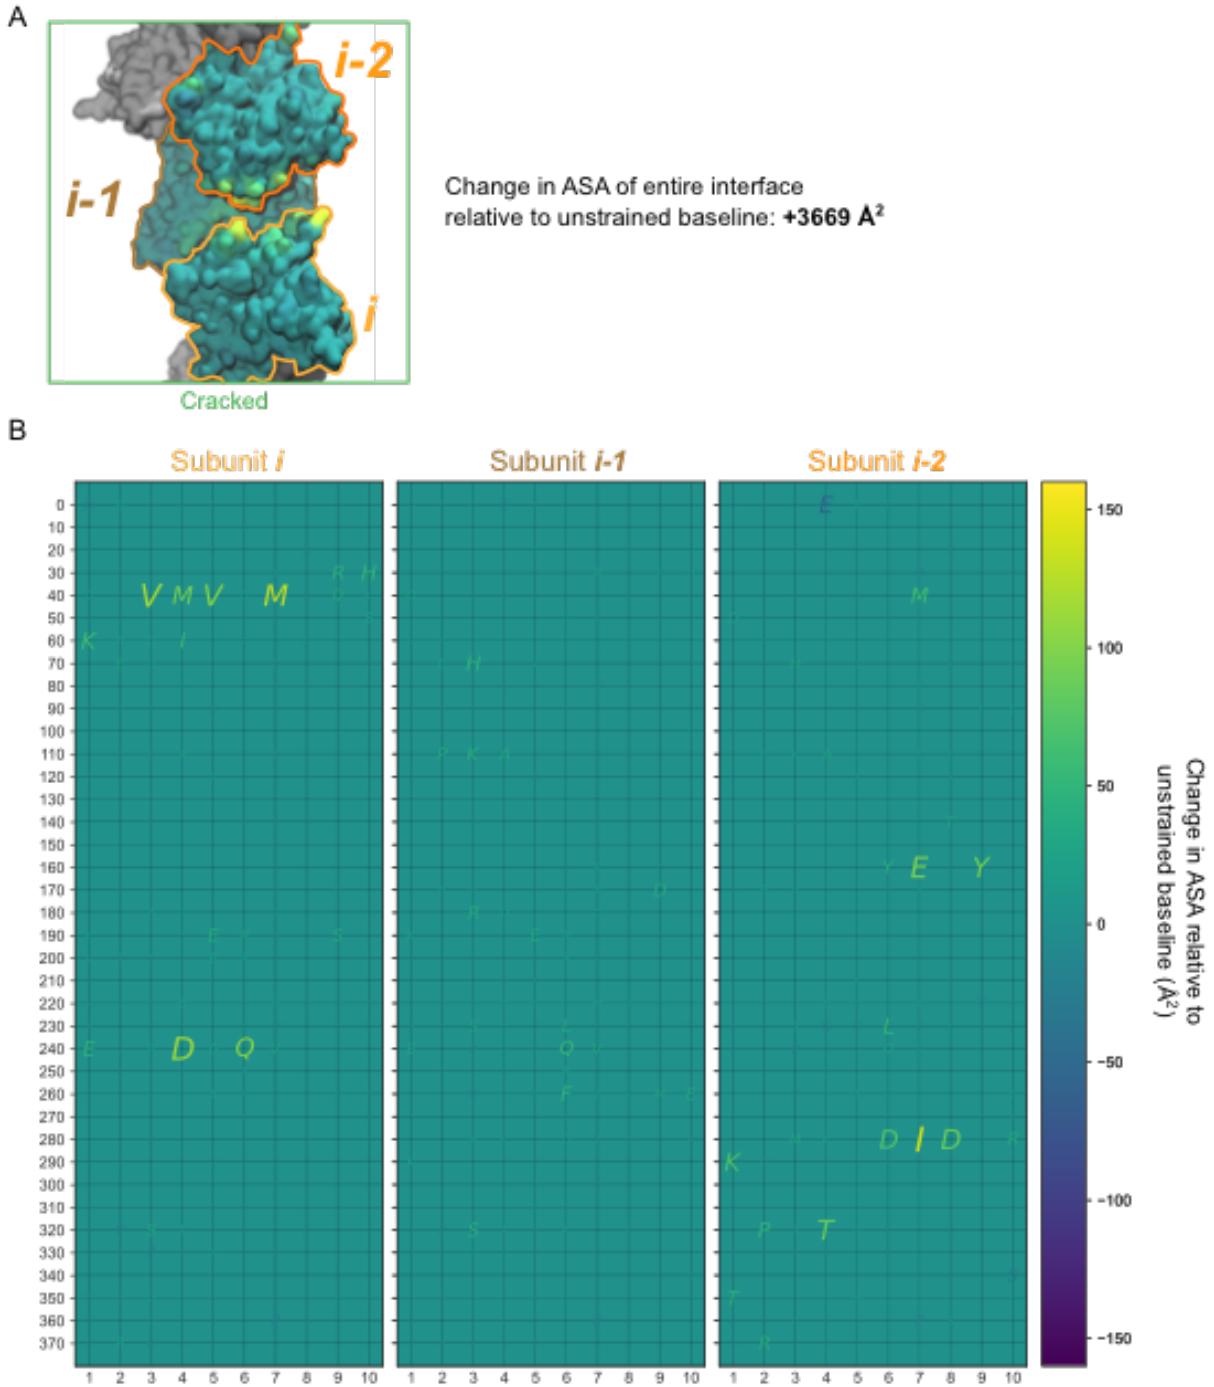 A
i-2
i-1
i
Cracked
Change in ASA of entire interface
relative to unstrained baseline: +3669 Å²
B
Subunit i
Subunit i-1
Subunit i-2
0
10
20
30
40
50
60
70
80
90
100
110
120
130
140
150
160
170
180
190
200
210
220
230
240
250
260
270
280
290
300
310
320
330
340
350
360
370
R H
V M V M
K I
E S
E D Q
1 2 3 4 5 6 7 8 9 10
H
P K A
D
R
E
Q
F
S
1 2 3 4 5 6 7 8 9 10
E
M
Y E Y
L
D I D
K
P T
T
R
1 2 3 4 5 6 7 8 9 10
150
100
50
0
−50
−100
−150
Change in ASA relative to
unstrained baseline (Å²)